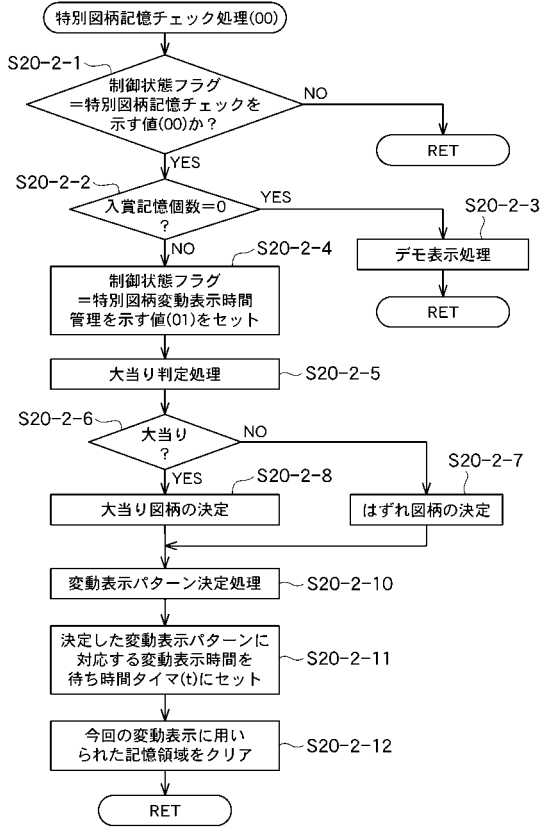 特別図柄記憶チェック処理(00)
S20-2-1
制御状態フラグ
=特別図柄記憶チェックを
示す値(00)か?
NO
RET
YES
S20-2-2
入賞記憶個数=0
?
YES
S20-2-3
デモ表示処理
RET
NO
S20-2-4
制御状態フラグ
=特別図柄変動表示時間
管理を示す値(01)をセット
大当り判定処理
S20-2-5
S20-2-6
大当り
?
NO
S20-2-7
はずれ図柄の決定
YES
S20-2-8
大当り図柄の決定
変動表示パターン決定処理
S20-2-10
決定した変動表示パターンに
対応する変動表示時間を
待ち時間タイマ(t)にセット
S20-2-11
今回の変動表示に用い
られた記憶領域をクリア
S20-2-12
RET